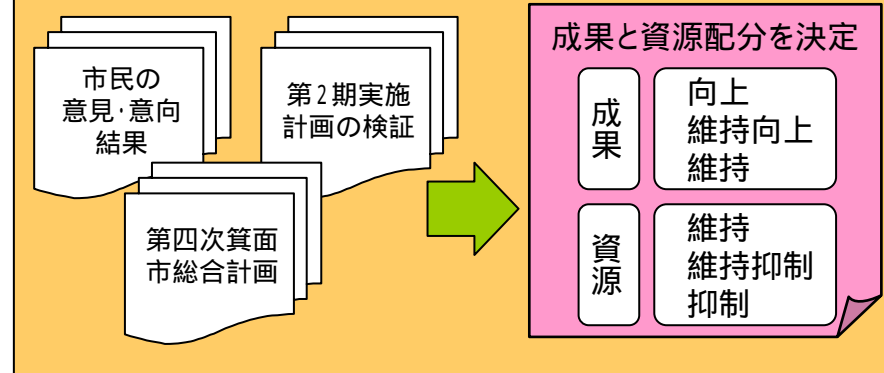 市民の
意見・意向
結果
第2期実施
計画の検証
第四次箕面
市総合計画
成果と資源配分を決定
成果
向上
維持向上
維持
資源
維持
維持抑制
抑制